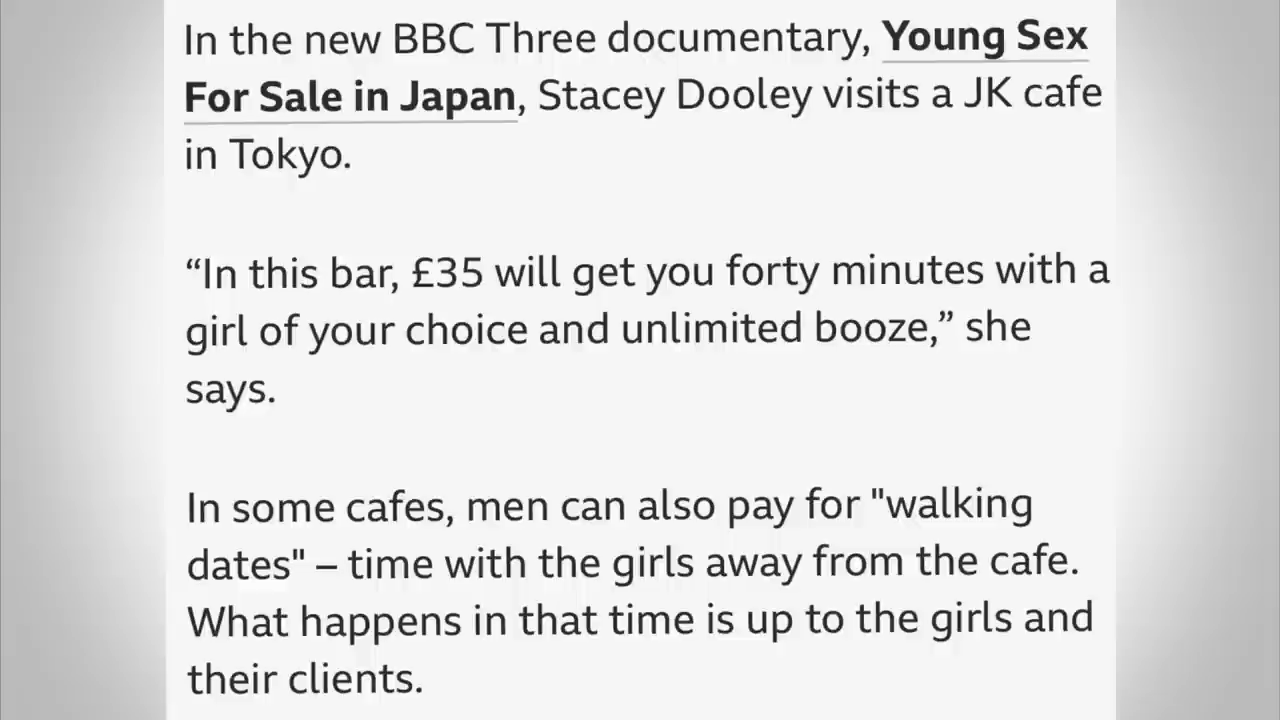 In the new BBC Three documentary, Young Sex
For Sale in Japan, Stacey Dooley visits a JK cafe
in Tokyo.
“In this bar, £35 will get you forty minutes with a
girl of your choice and unlimited booze,” she
says.
In some cafes, men can also pay for "walking
dates" – time with the girls away from the cafe.
What happens in that time is up to the girls and
their clients.